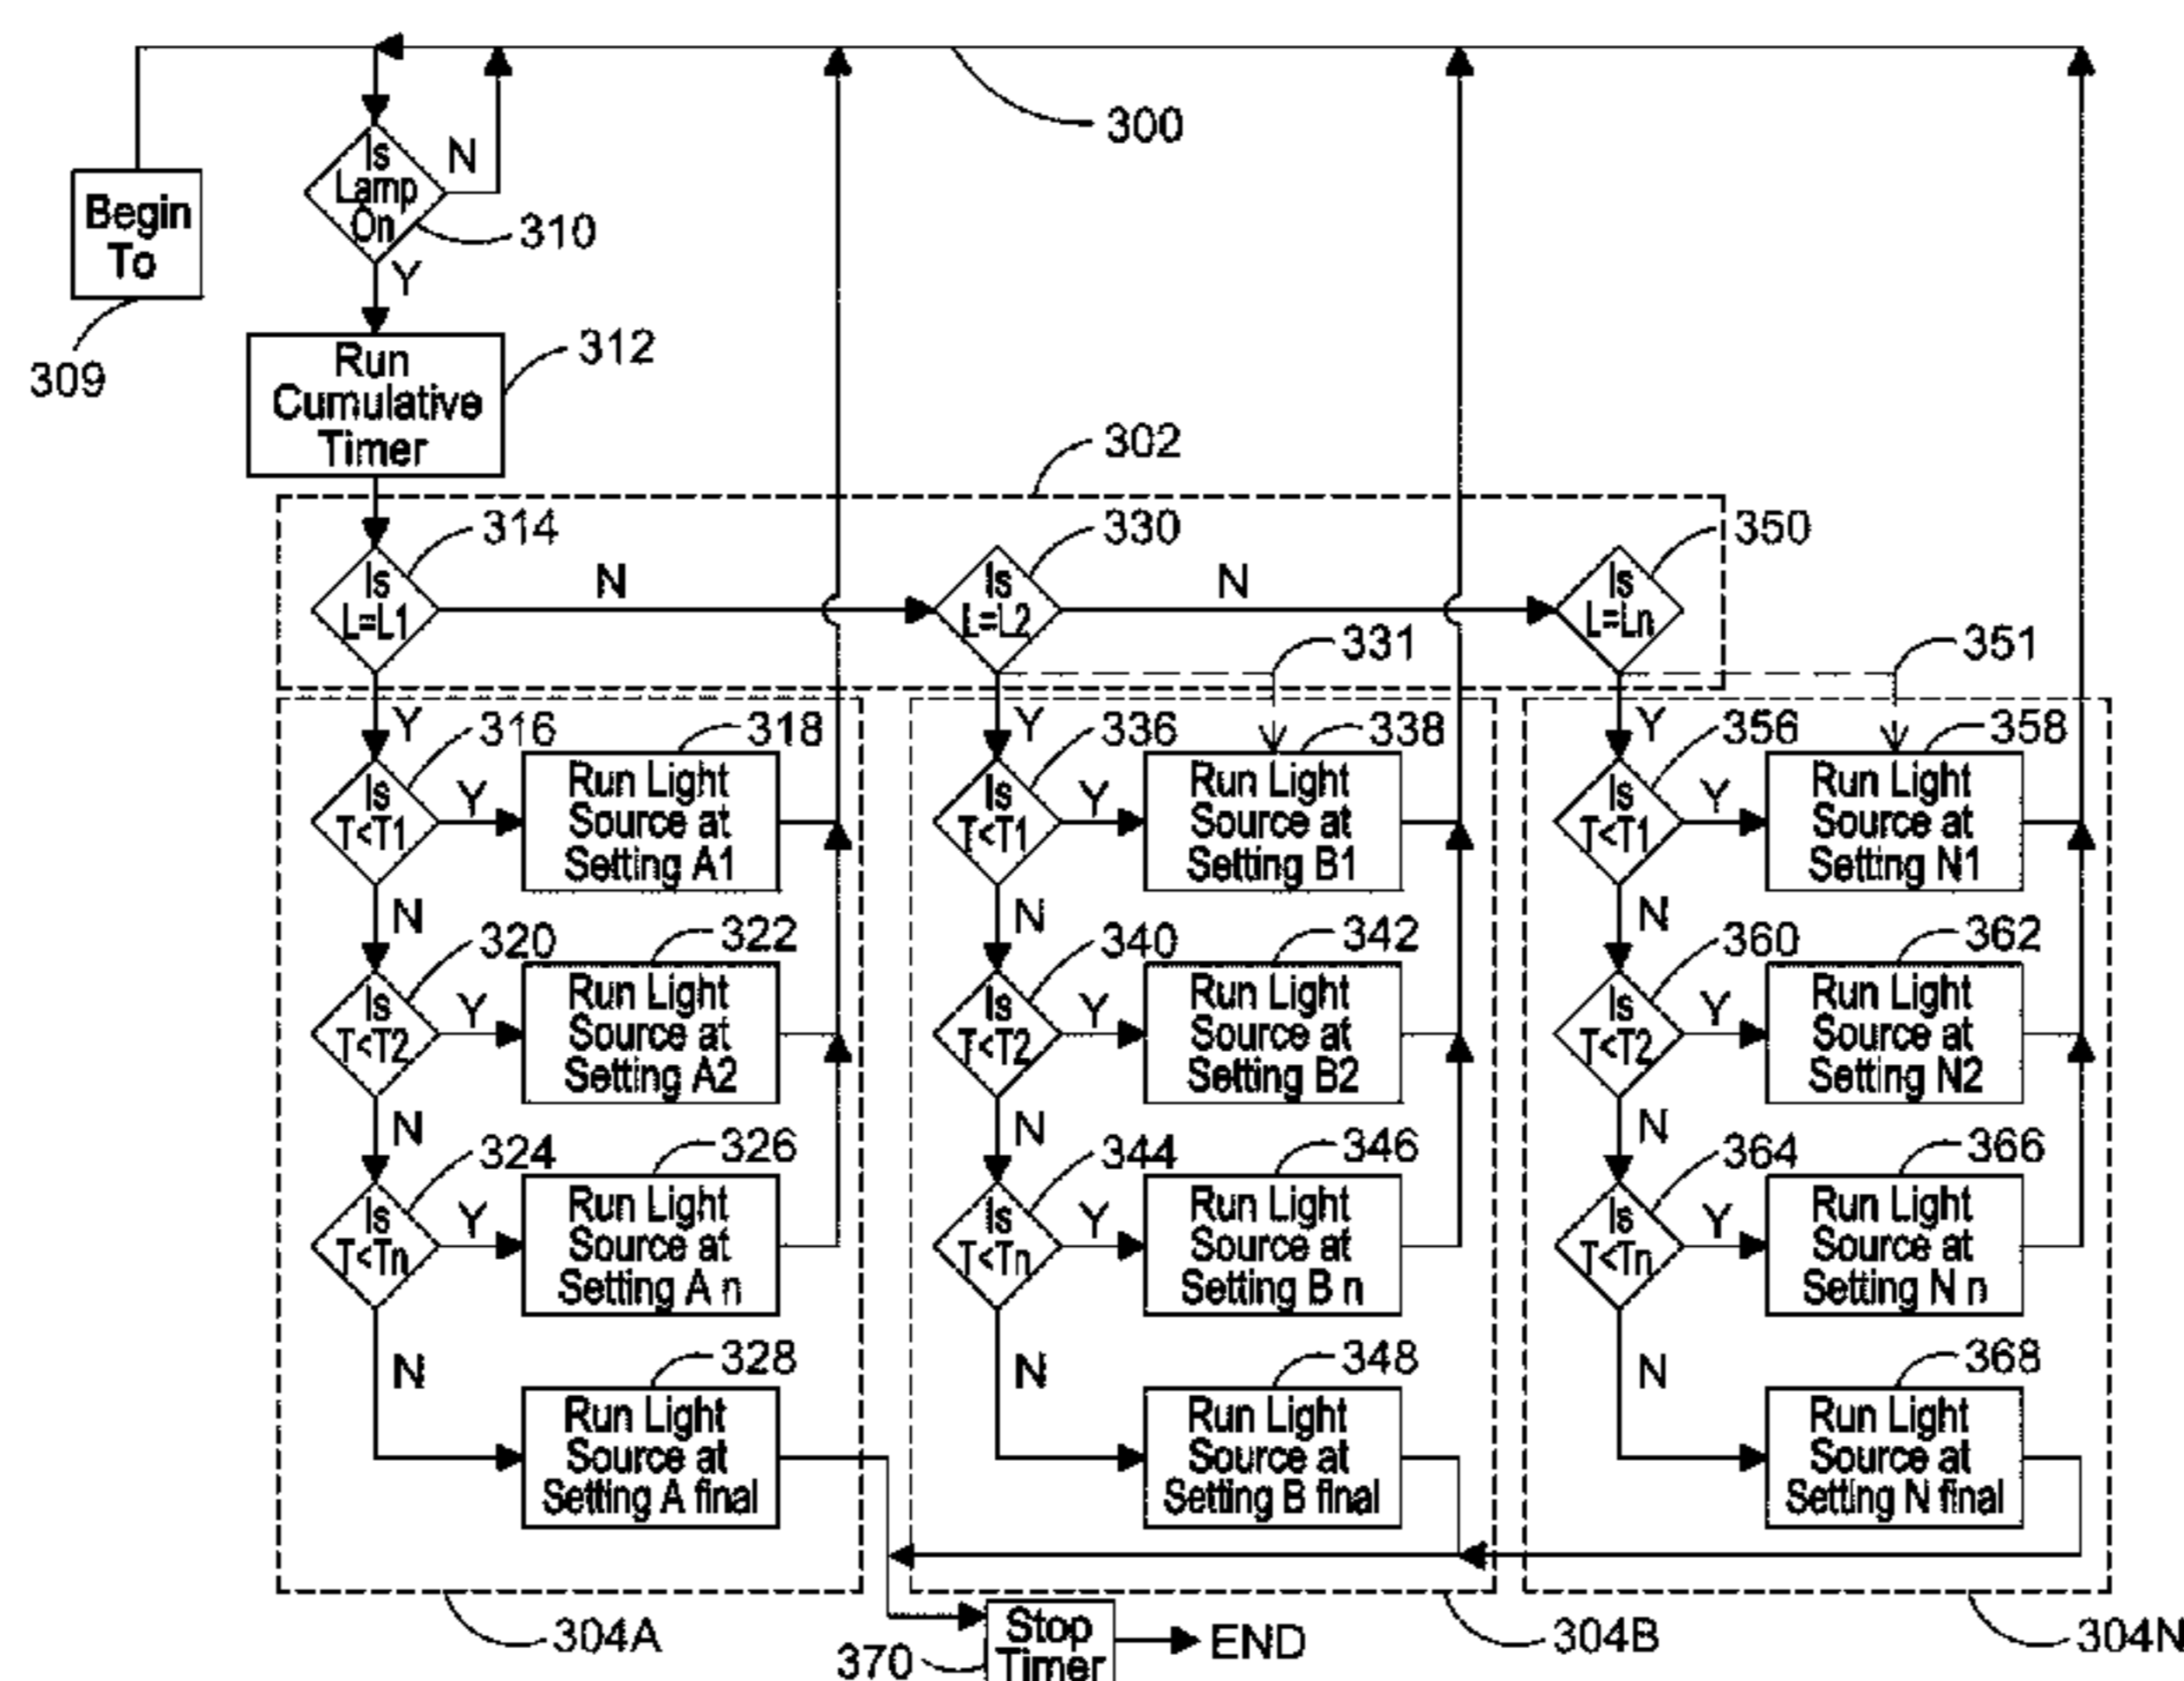 300
Is
Lamp
On
N
310
Y
Begin
To
309
Run
Cumulative
Timer
312
302
314
Is
L=L1
N
330
Is
L=L2
N
350
Is
L=Ln
331
351
Y
316
Is
T<T1
Y
318
Run Light
Source at
Setting A1
Y
336
Is
T<T1
Y
338
Run Light
Source at
Setting B1
Y
356
Is
T<T1
Y
358
Run Light
Source at
Setting N1
N
320
Is
T<T2
Y
322
Run Light
Source at
Setting A2
N
340
Is
T<T2
Y
342
Run Light
Source at
Setting B2
N
360
Is
T<T2
Y
362
Run Light
Source at
Setting N2
N
324
Is
T<Tn
Y
326
Run Light
Source at
Setting A n
N
344
Is
T<Tn
Y
346
Run Light
Source at
Setting B n
N
364
Is
T<Tn
Y
366
Run Light
Source at
Setting N n
N
328
Run Light
Source at
Setting A final
N
348
Run Light
Source at
Setting B final
N
368
Run Light
Source at
Setting N final
304A
370
Stop
Timer
END
304B
304N